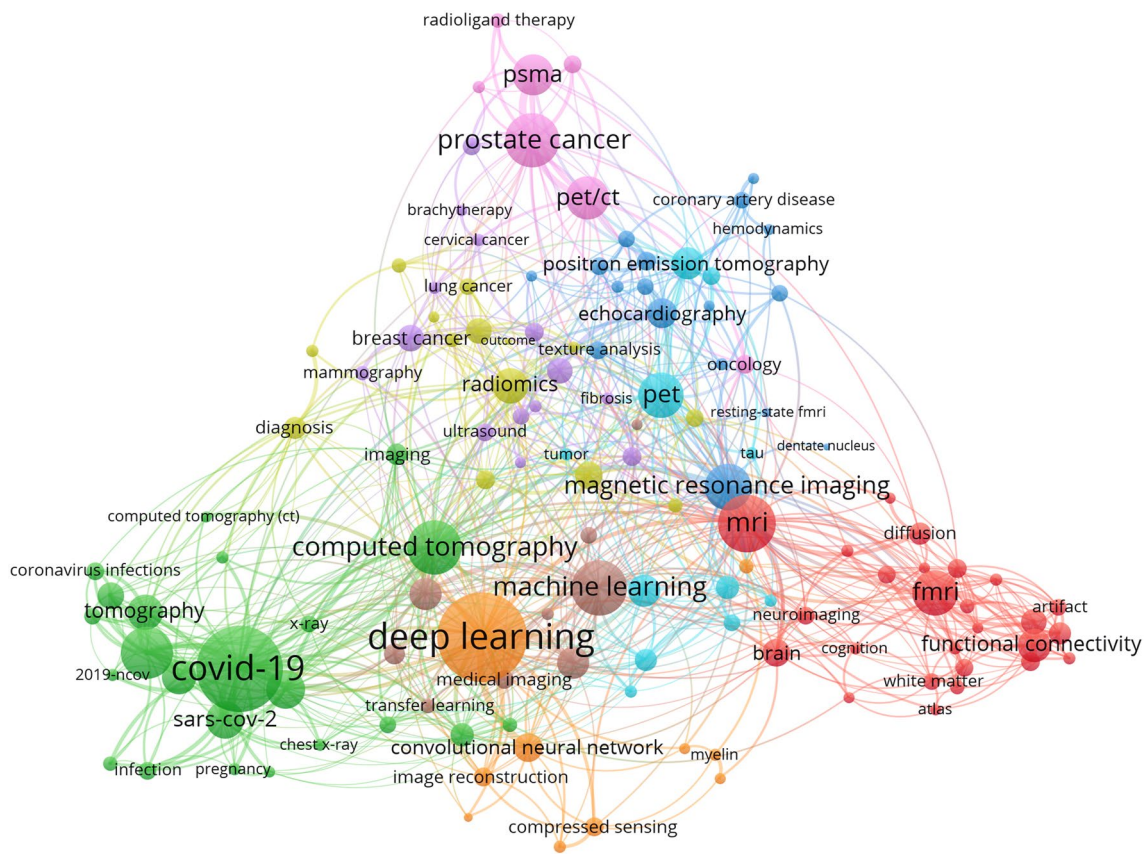 radioligand therapy
psma
prostate cancer
pet/ct
coronary artery disease
brachytherapy
hemodynamics
cervical cancer
positron emission tomography
lung cancer
echocardiography
breast cancer
outcome
texture analysis
oncology
mammography
radiomics
pet
fibrosis
resting-state fmri
diagnosis
ultrasound
dentate nucleus
imaging
tumor
tau
magnetic resonance imaging
computed tomography (ct)
mri
diffusion
computed tomography
coronavirus infections
machine learning
fmri
tomography
artifact
neuroimaging
x-ray
deep learning
functional connectivity
cognition
brain
covid-19
2019-ncov
medical imaging
white matter
transfer learning
atlas
sars-cov-2
chest x-ray
convolutional neural network
myelin
infection
pregnancy
image reconstruction
compressed sensing